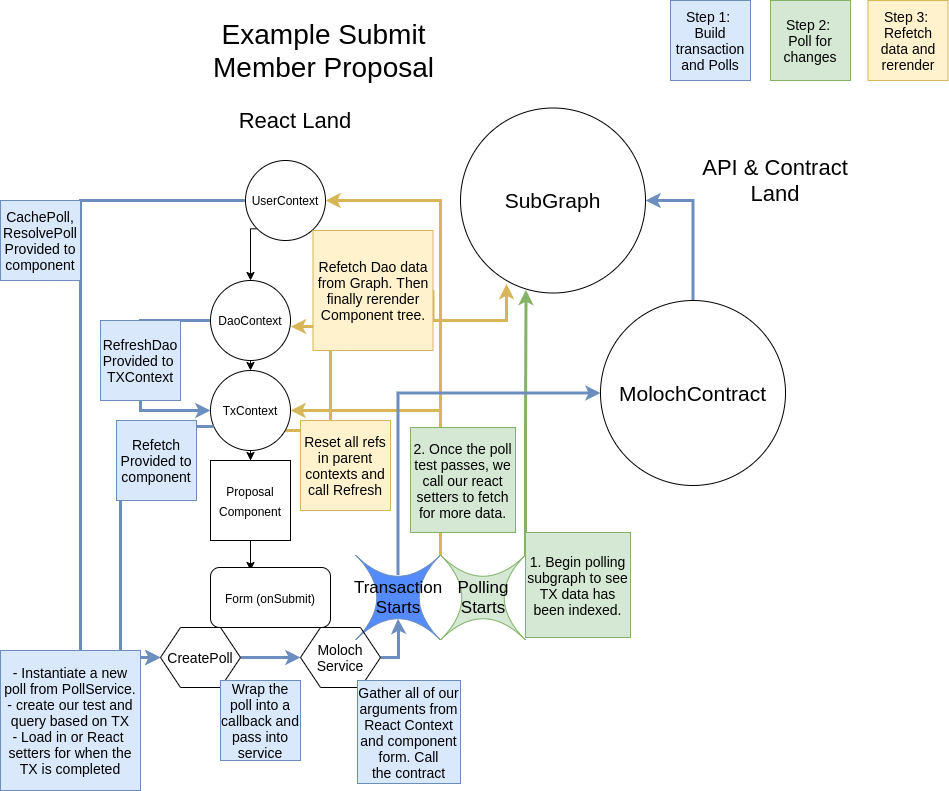 Example Submit
Member Proposal
Step 1:
Build
transaction
and Polls
Step 2:
Poll for
changes
Step 3:
Refetch
data and
rerender
React Land
API & Contract
Land
UserContext
SubGraph
CachePoll,
ResolvePoll
Provided to
component
Refetch Dao data
from Graph. Then
finally rerender
Component tree.
DaoContext
RefreshDao
Provided to
TXContext
TxContext
MolochContract
Refetch
Provided to
component
Reset all refs
in parent
contexts and
call Refresh
2. Once the poll
test passes, we
call our react
setters to fetch
for more data.
Proposal
Component
1. Begin polling
subgraph to see
TX data has
been indexed.
Transaction
Starts
Polling
Starts
Form (onSubmit)
CreatePoll
Moloch
Service
- Instantiate a new
poll from PollService.
- create our test and
query based on TX
- Load in or React
setters for when the
TX is completed
Wrap the
poll into a
callback and
pass into
service
Gather all of our
arguments from
React Context
and component
form. Call
the contract